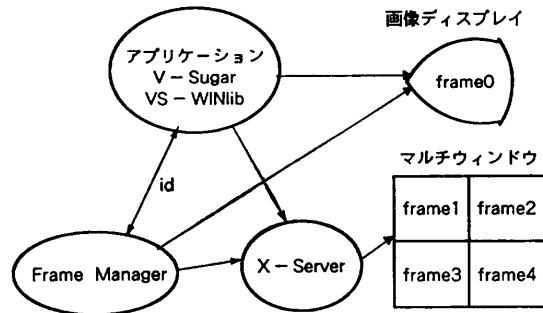 画像ディスプレイ
アプリケーション
V－Sugar
VS－WINlib
frame0
id
マルチウィンドウ
frame1 frame2
frame3 frame4
Frame Manager
X－Server